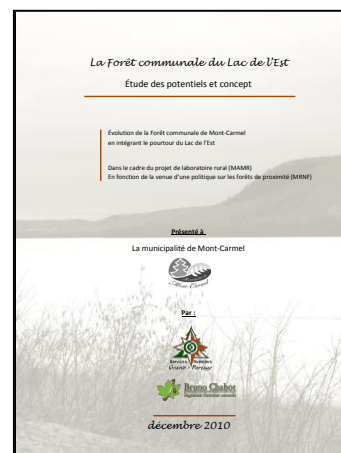 La Forêt communale du Lac de l'Est
Étude des potentiels et concept
Évolution de la Forêt communale de Mont-Carmel
en intégrant le pourtour du Lac de l'Est
Dans le cadre du projet de laboratoire rural (MAMR)
En fonction de la venue d'une politique sur les forêts de proximité (MRNF)
Présenté à
La municipalité de Mont-Carmel
Mont-Carmel
Par :
Services Forestiers
Grand-Portage
Bruno Chabot
Ingénieur forestier conseils
décembre 2010